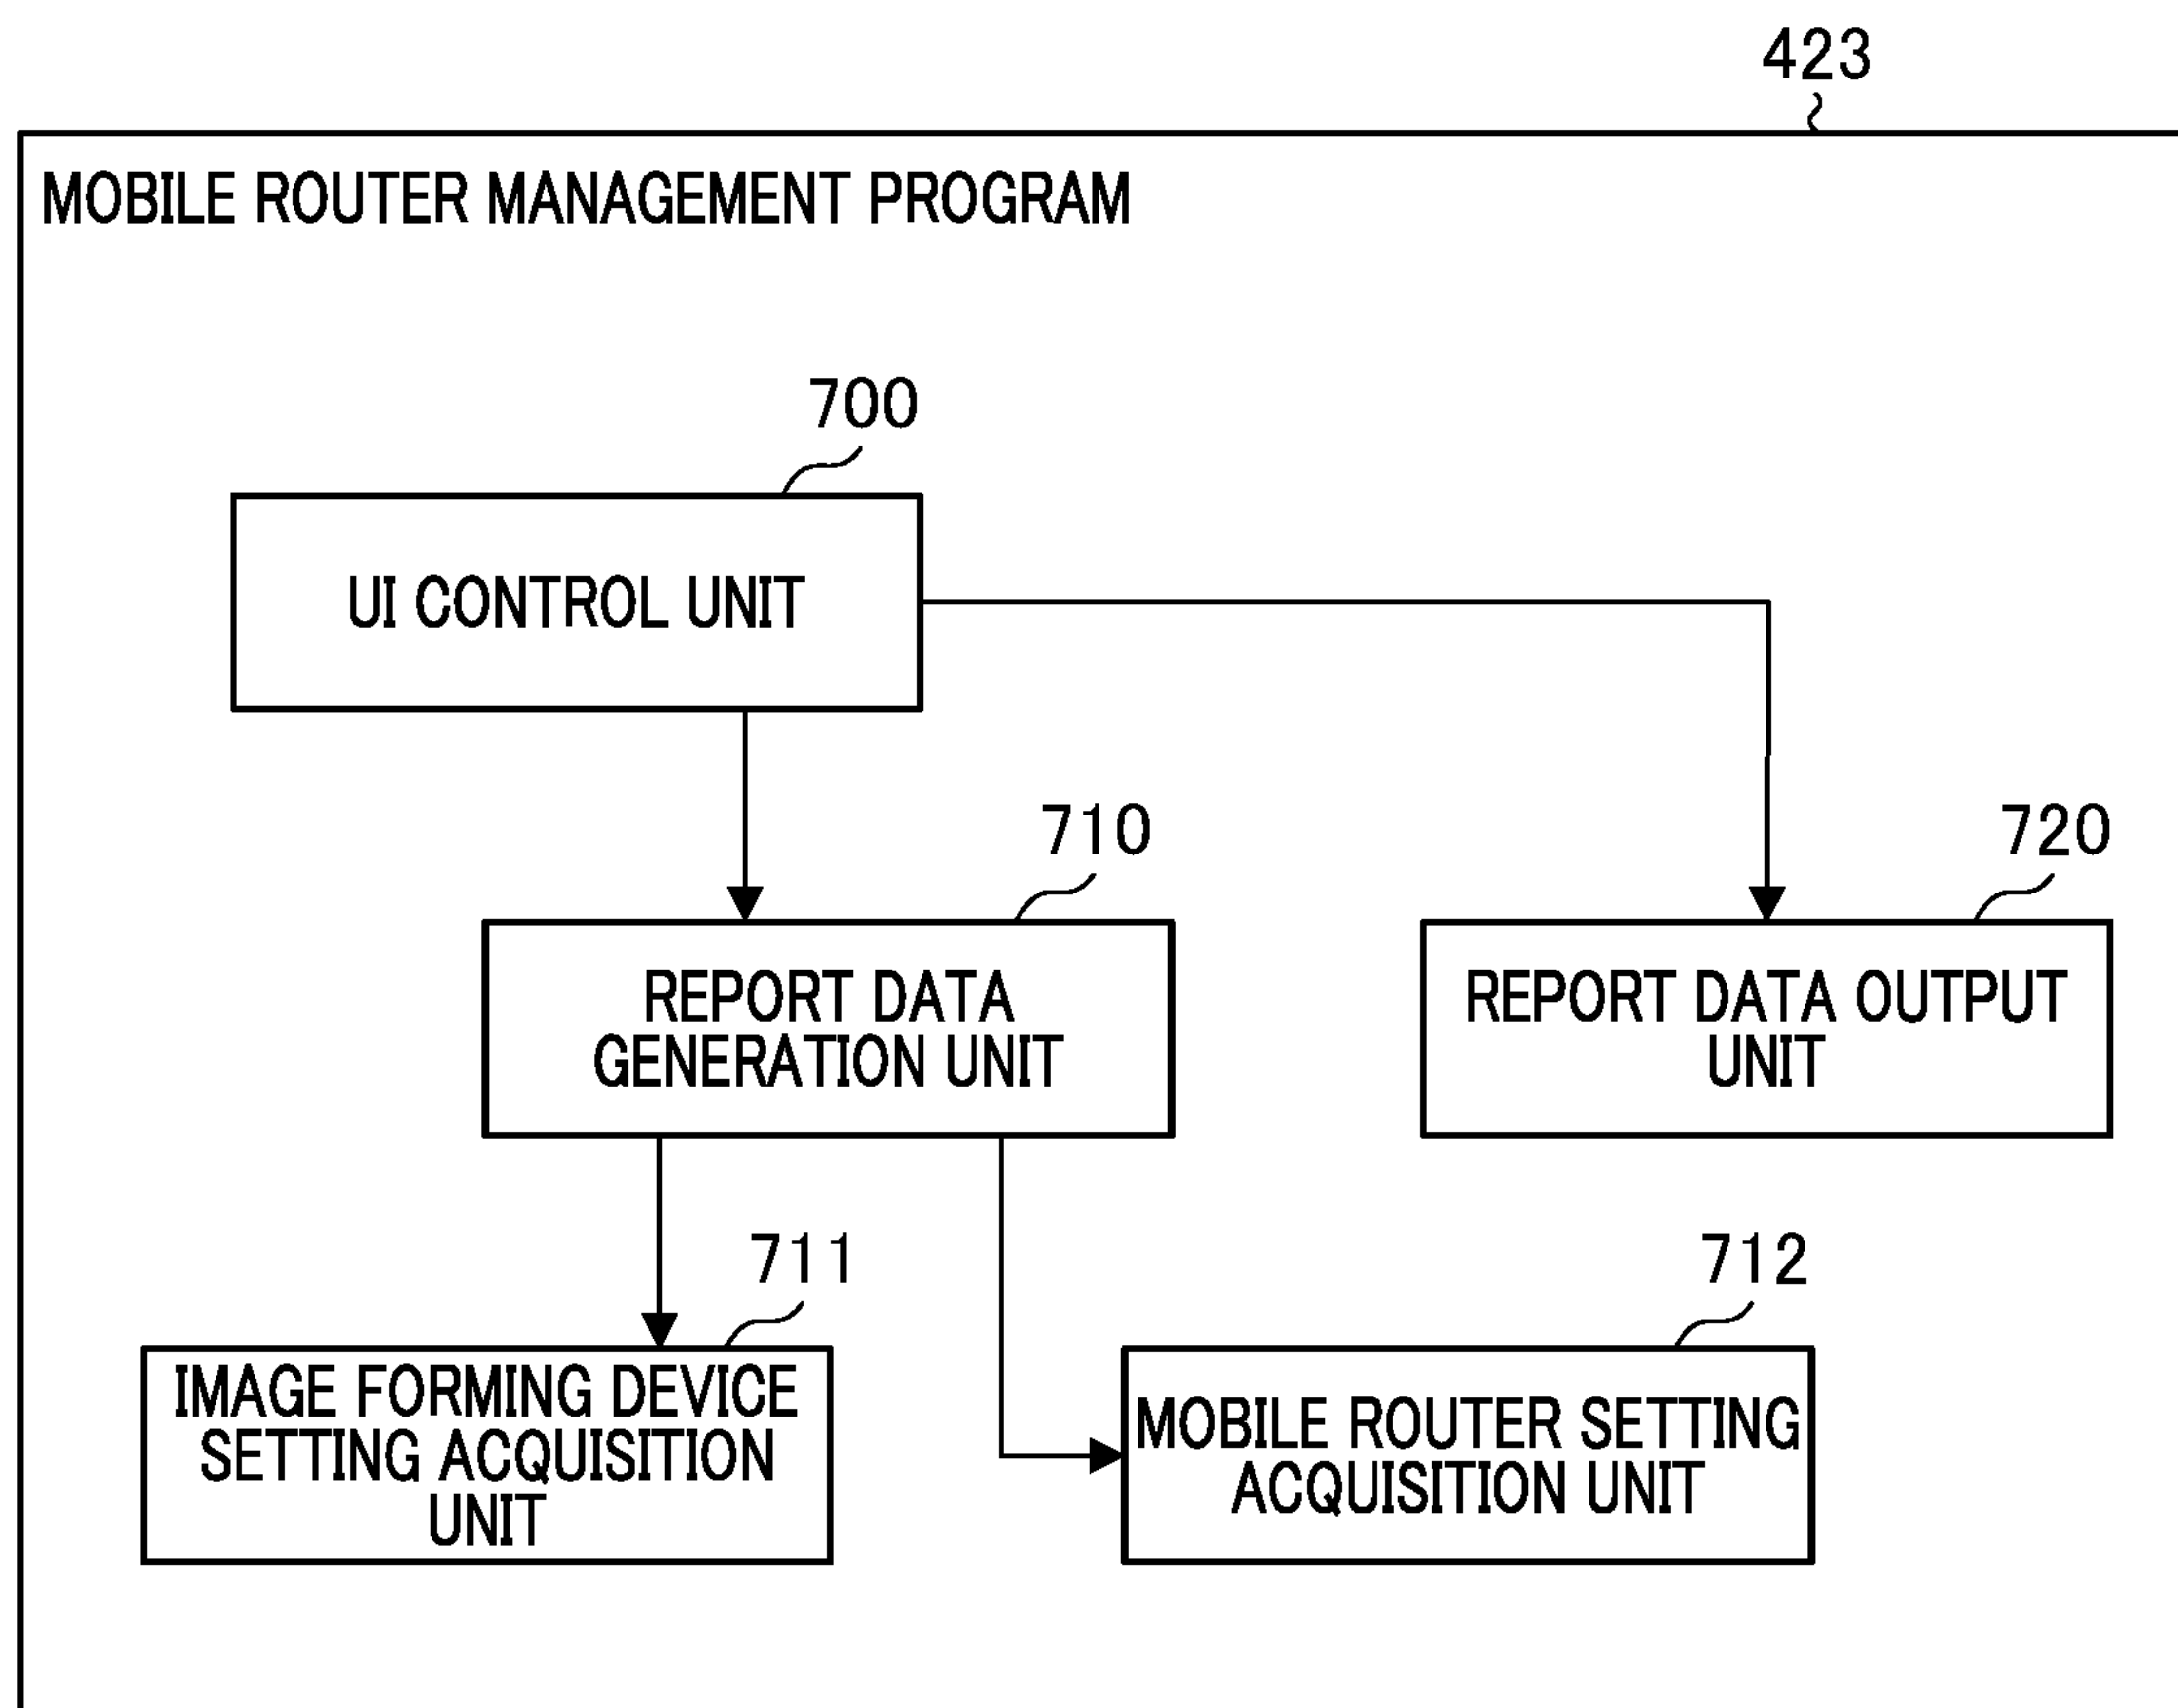 423
MOBILE ROUTER MANAGEMENT PROGRAM
700
UI CONTROL UNIT
710
720
REPORT DATA
GENERATION UNIT
REPORT DATA OUTPUT
UNIT
711
712
IMAGE FORMING DEVICE
SETTING ACQUISITION
UNIT
MOBILE ROUTER SETTING
ACQUISITION UNIT